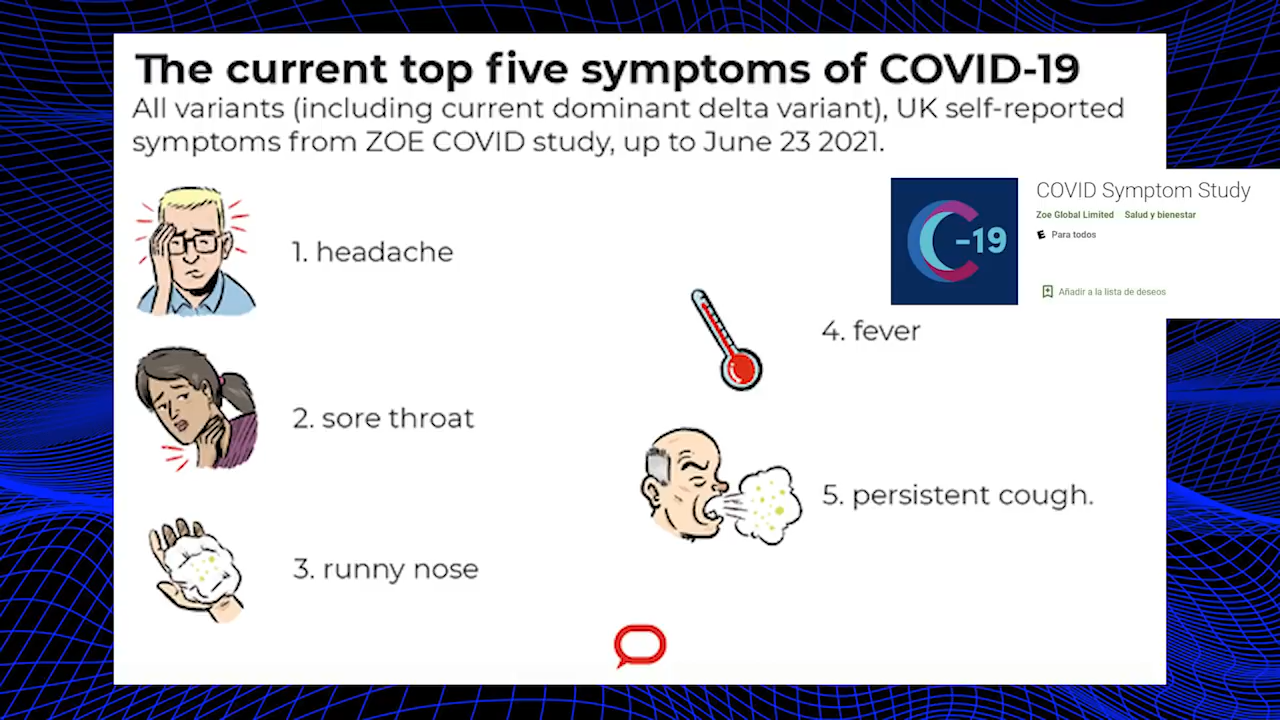 The current top five symptoms of COVID-19
All variants (including current dominant delta variant), UK self-reported
symptoms from ZOE COVID study, up to June 23 2021.
1. headache
2. sore throat
3. runny nose
4. fever
5. persistent cough.
C-19
COVID Symptom Study
Zoe Global Limited Salud y bienestar
E Para todos
Añadir a la lista de deseos